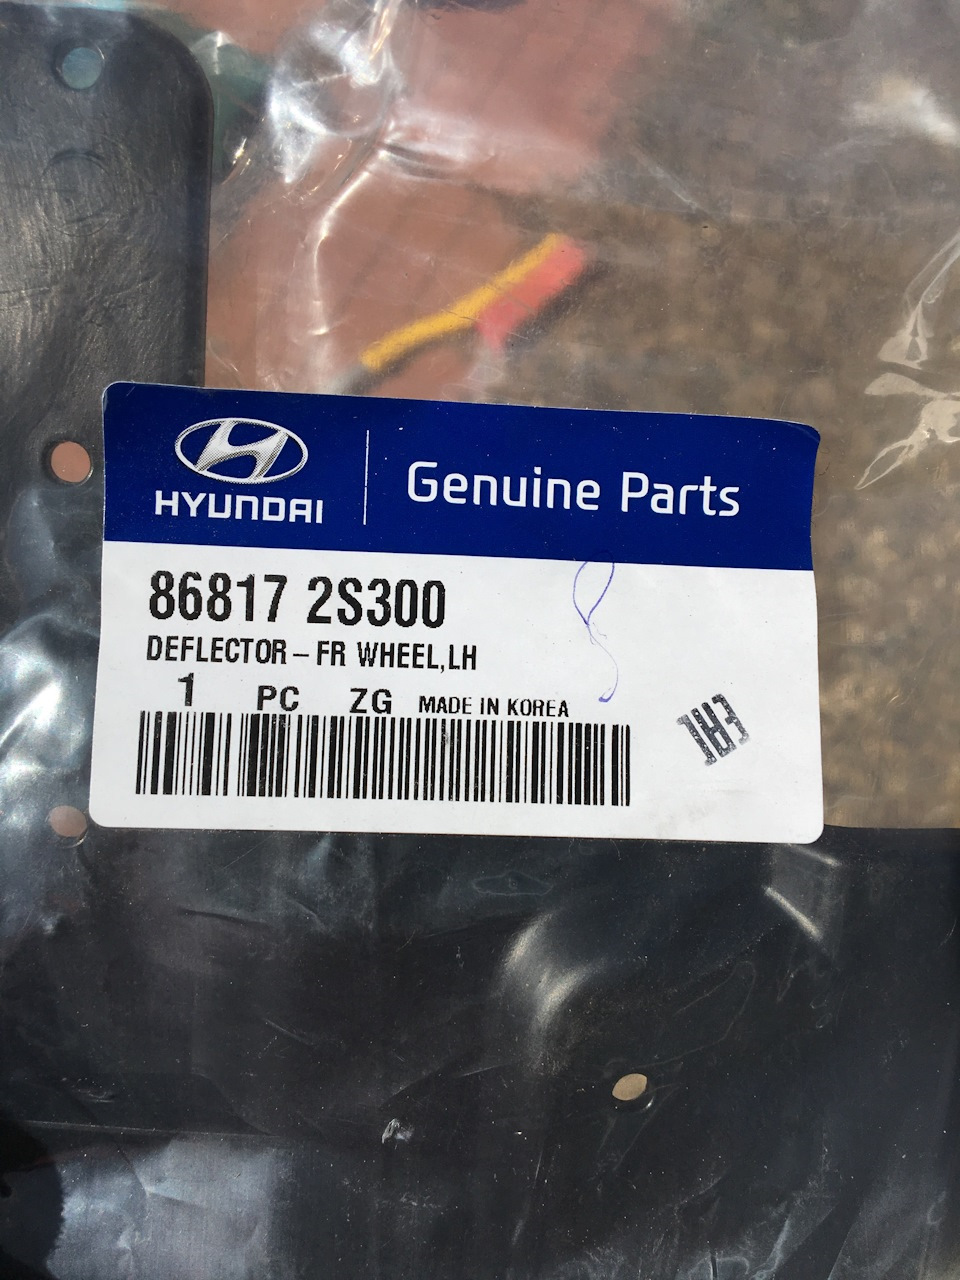 HYUNDAI
Genuine Parts
86817 2S300
DEFLECTOR – FR WHEEL,LH
1 PC ZG MADE IN KOREA